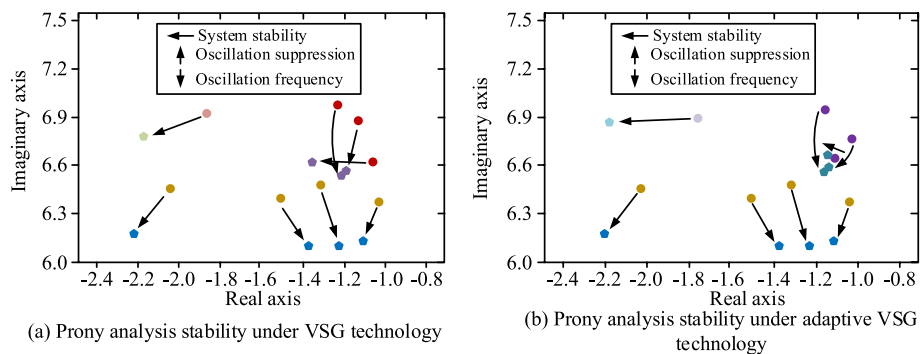 7.5
7.2
6.9
6.6
6.3
6.0
Imaginary axis
System stability
Oscillation suppression
Oscillation frequency
-2.4 -2.2 -2.0 -1.8 -1.6 -1.4 -1.2 -1.0 -0.8
Real axis
(a) Prony analysis stability under VSG technology
7.5
7.2
6.9
6.6
6.3
6.0
Imaginary axis
System stability
Oscillation suppression
Oscillation frequency
-2.4 -2.2 -2.0 -1.8 -1.6 -1.4 -1.2 -1.0 -0.8
Real axis
(b) Prony analysis stability under adaptive VSG
technology